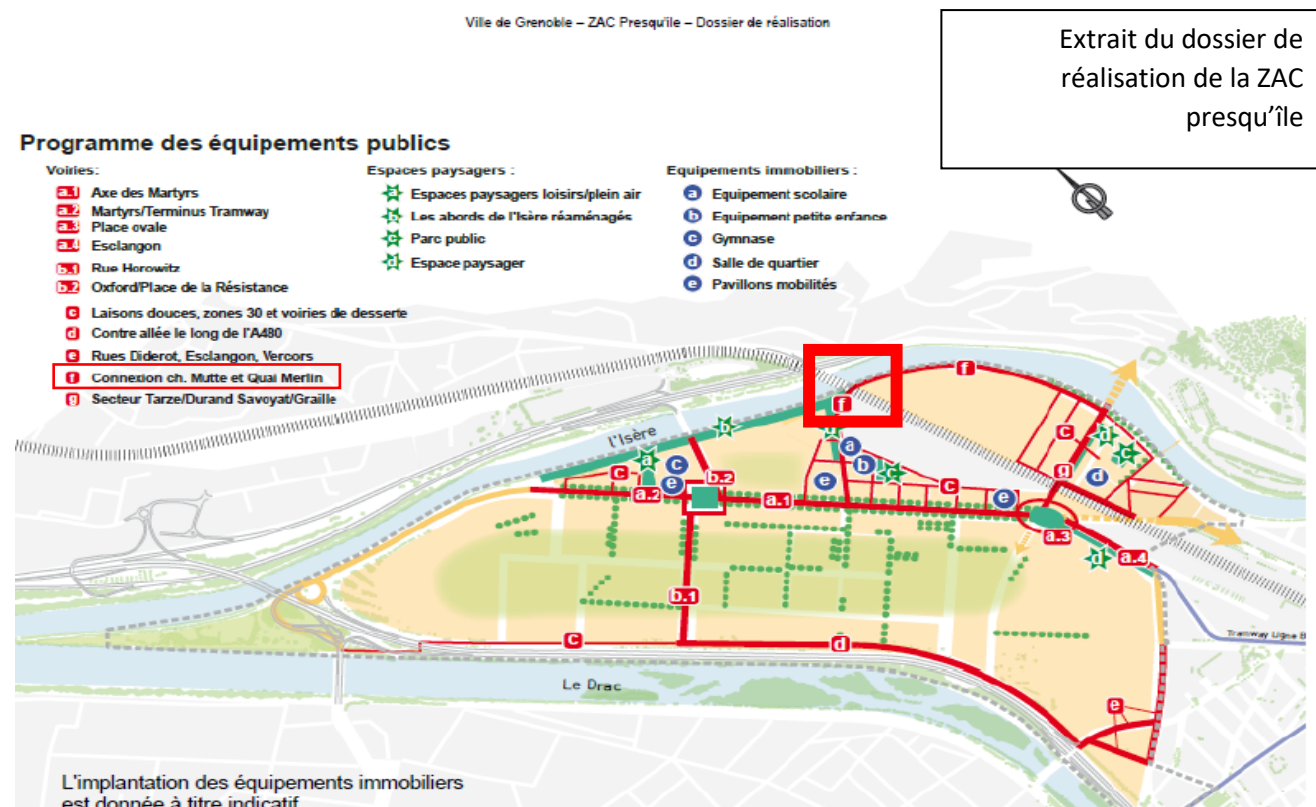 Ville de Grenoble – ZAC Presqu'île – Dossier de réalisation
Extrait du dossier de
réalisation de la ZAC
presqu’île
Programme des équipements publics
Voiries:
a.1 Axe des Martyrs
a.2 Martyrs/Terminus Tramway
a.3 Place ovale
a.4 Esclangon
b.1 Rue Horowitz
b.2 Oxford/Place de la Résistance
c Laisons douces, zones 30 et voiries de desserte
d Contre allée le long de l'A480
e Rues Diderot, Esclangon, Vercors
f Connexion ch. Mutte et Quai Merlin
g Secteur Tarze/Durand Savoyat/Graille
Espaces paysagers :
a Espaces paysagers loisirs/plein air
b Les abords de l'Isère réaménagés
c Parc public
d Espace paysager
Equipements immobiliers :
a Equipement scolaire
b Equipement petite enfance
c Gymnase
d Salle de quartier
e Pavillons mobilités
f
f
l'Isère
b
a
c
e
c
a.2
b.2
a
b
e
c
c
a.1
e
c
d
c
g
d
a.3
d
a.4
b.1
Tramway Ligne B
c
d
Le Drac
e
L'implantation des équipements immobiliers
est donnée à titre indicatif